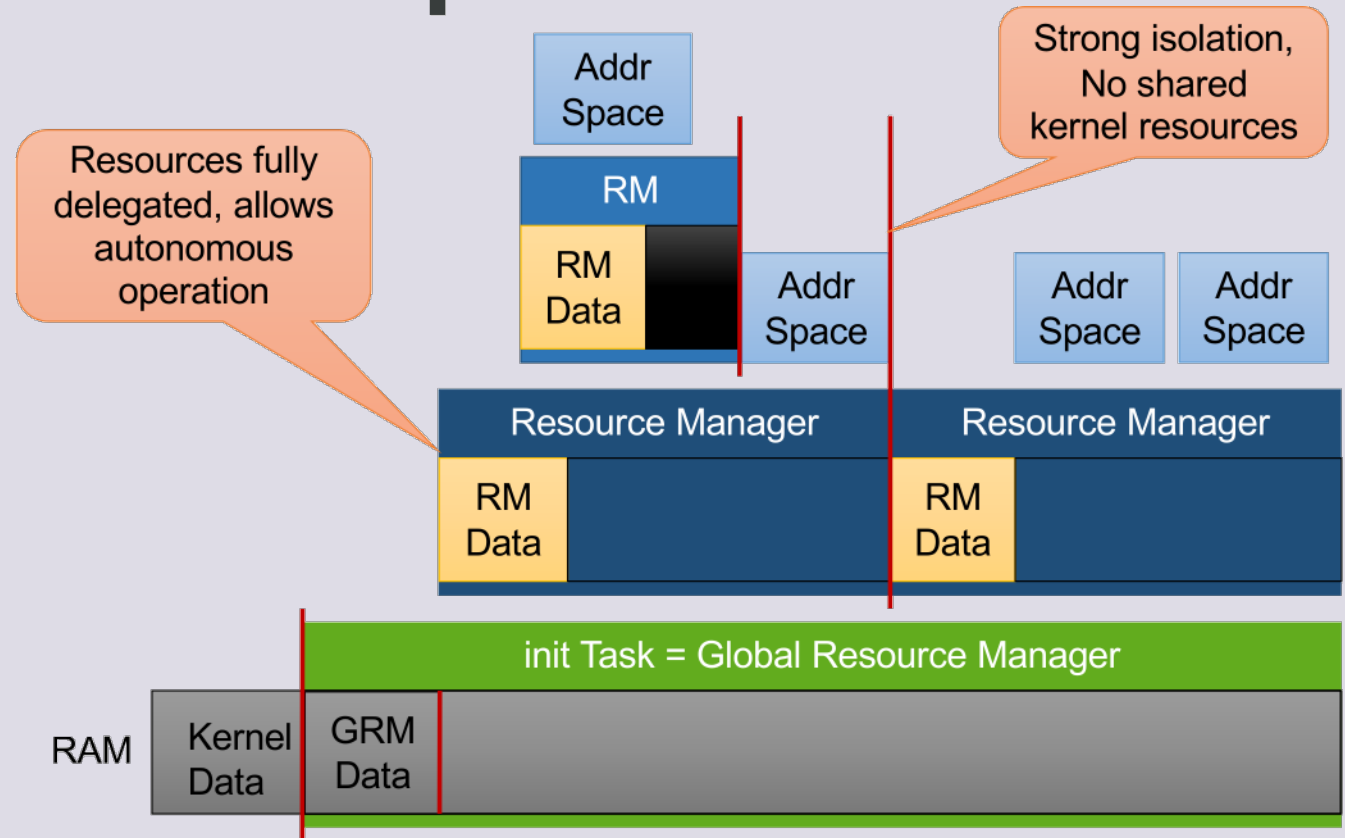 Strong isolation,
No shared
kernel resources
Addr
Space
Resources fully
delegated, allows
autonomous
operation
RM
RM
Data
Addr
Space
Addr
Space
Addr
Space
Resource Manager
Resource Manager
RM
Data
RM
Data
init Task = Global Resource Manager
RAM
Kernel
Data
GRM
Data